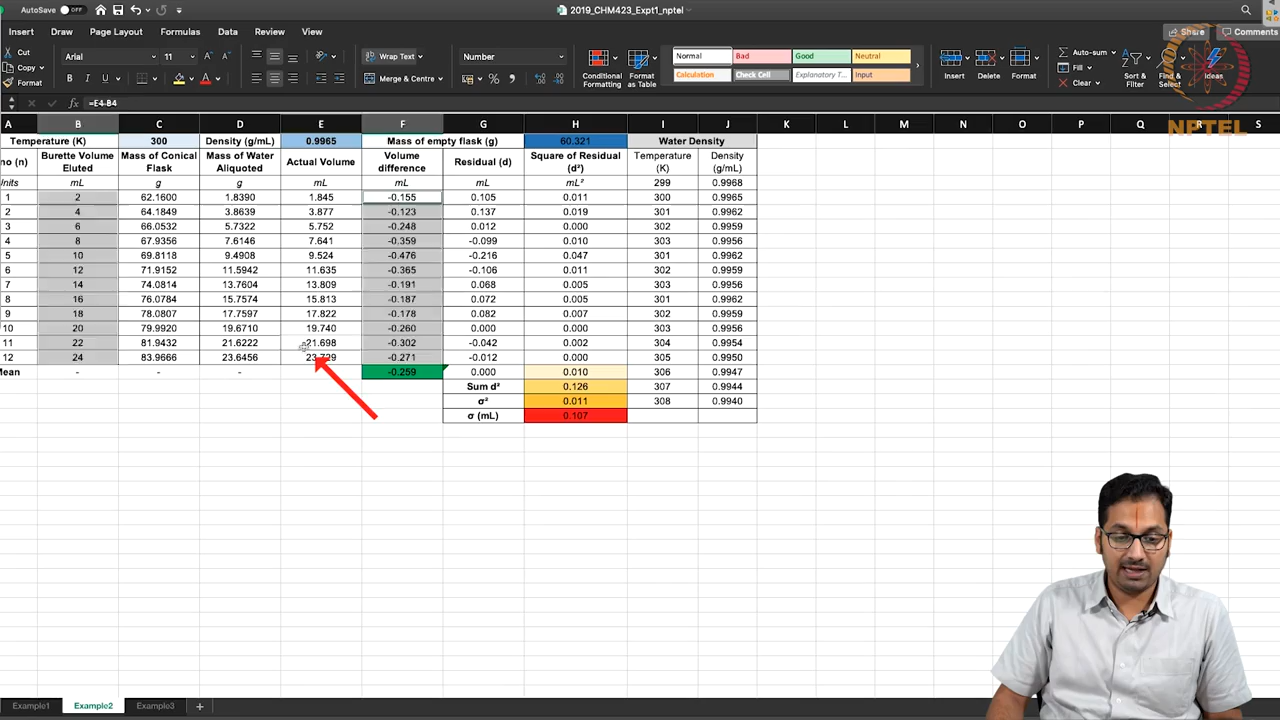 AutoSave OFF 2019_CHM423_Expt1_nptel
Insert Draw Page Layout Formulas Data Review View Share Comments
Cut Arial 11 Wrap Text Number Normal Bad Good Neutral Auto-sum
Copy Fill
Format B I U A Merge & Centre % Conditional Formatting Format as Table Calculation Check Cell Explanatory T... Input Insert Delete Format Clear Sort & Filter Find & Select Ideas
fx =E4-B4
NPTEL
A B C D E F G H I J K L M N O P Q R S
Temperature (K) 300 Density (g/mL) 0.9965 Mass of empty flask (g) 60.321 Water Density
no (n) Burette Volume Eluted Mass of Conical Flask Mass of Water Aliquoted Actual Volume Volume difference Residual (d) Square of Residual (d²) Temperature (K) Density (g/mL)
Units mL g g mL mL mL mL² 299 0.9968
1 2 62.1600 1.8390 1.845 -0.155 0.105 0.011 300 0.9965
2 4 64.1849 3.8639 3.877 -0.123 0.137 0.019 301 0.9962
3 6 66.0532 5.7322 5.752 -0.248 0.012 0.000 302 0.9959
4 8 67.9356 7.6146 7.641 -0.359 -0.099 0.010 303 0.9956
5 10 69.8118 9.4908 9.524 -0.476 -0.216 0.047 301 0.9962
6 12 71.9152 11.5942 11.635 -0.365 -0.106 0.011 302 0.9959
7 14 74.0814 13.7604 13.809 -0.191 0.068 0.005 303 0.9956
8 16 76.0784 15.7574 15.813 -0.187 0.072 0.005 301 0.9962
9 18 78.0807 17.7597 17.822 -0.178 0.082 0.005 302 0.9959
10 20 79.9920 19.6710 19.740 -0.260 0.000 0.000 303 0.9956
11 22 81.9432 21.6222 21.698 -0.302 -0.042 0.002 304 0.9954
12 24 83.9666 23.6456 23.729 -0.271 -0.012 0.000 305 0.9950
Mean - - - -0.259 0.000 0.010 306 0.9947
Sum d² 0.126 307 0.9944
σ² 0.011 308 0.9940
σ (mL) 0.107
Example1 Example2 Example3 +